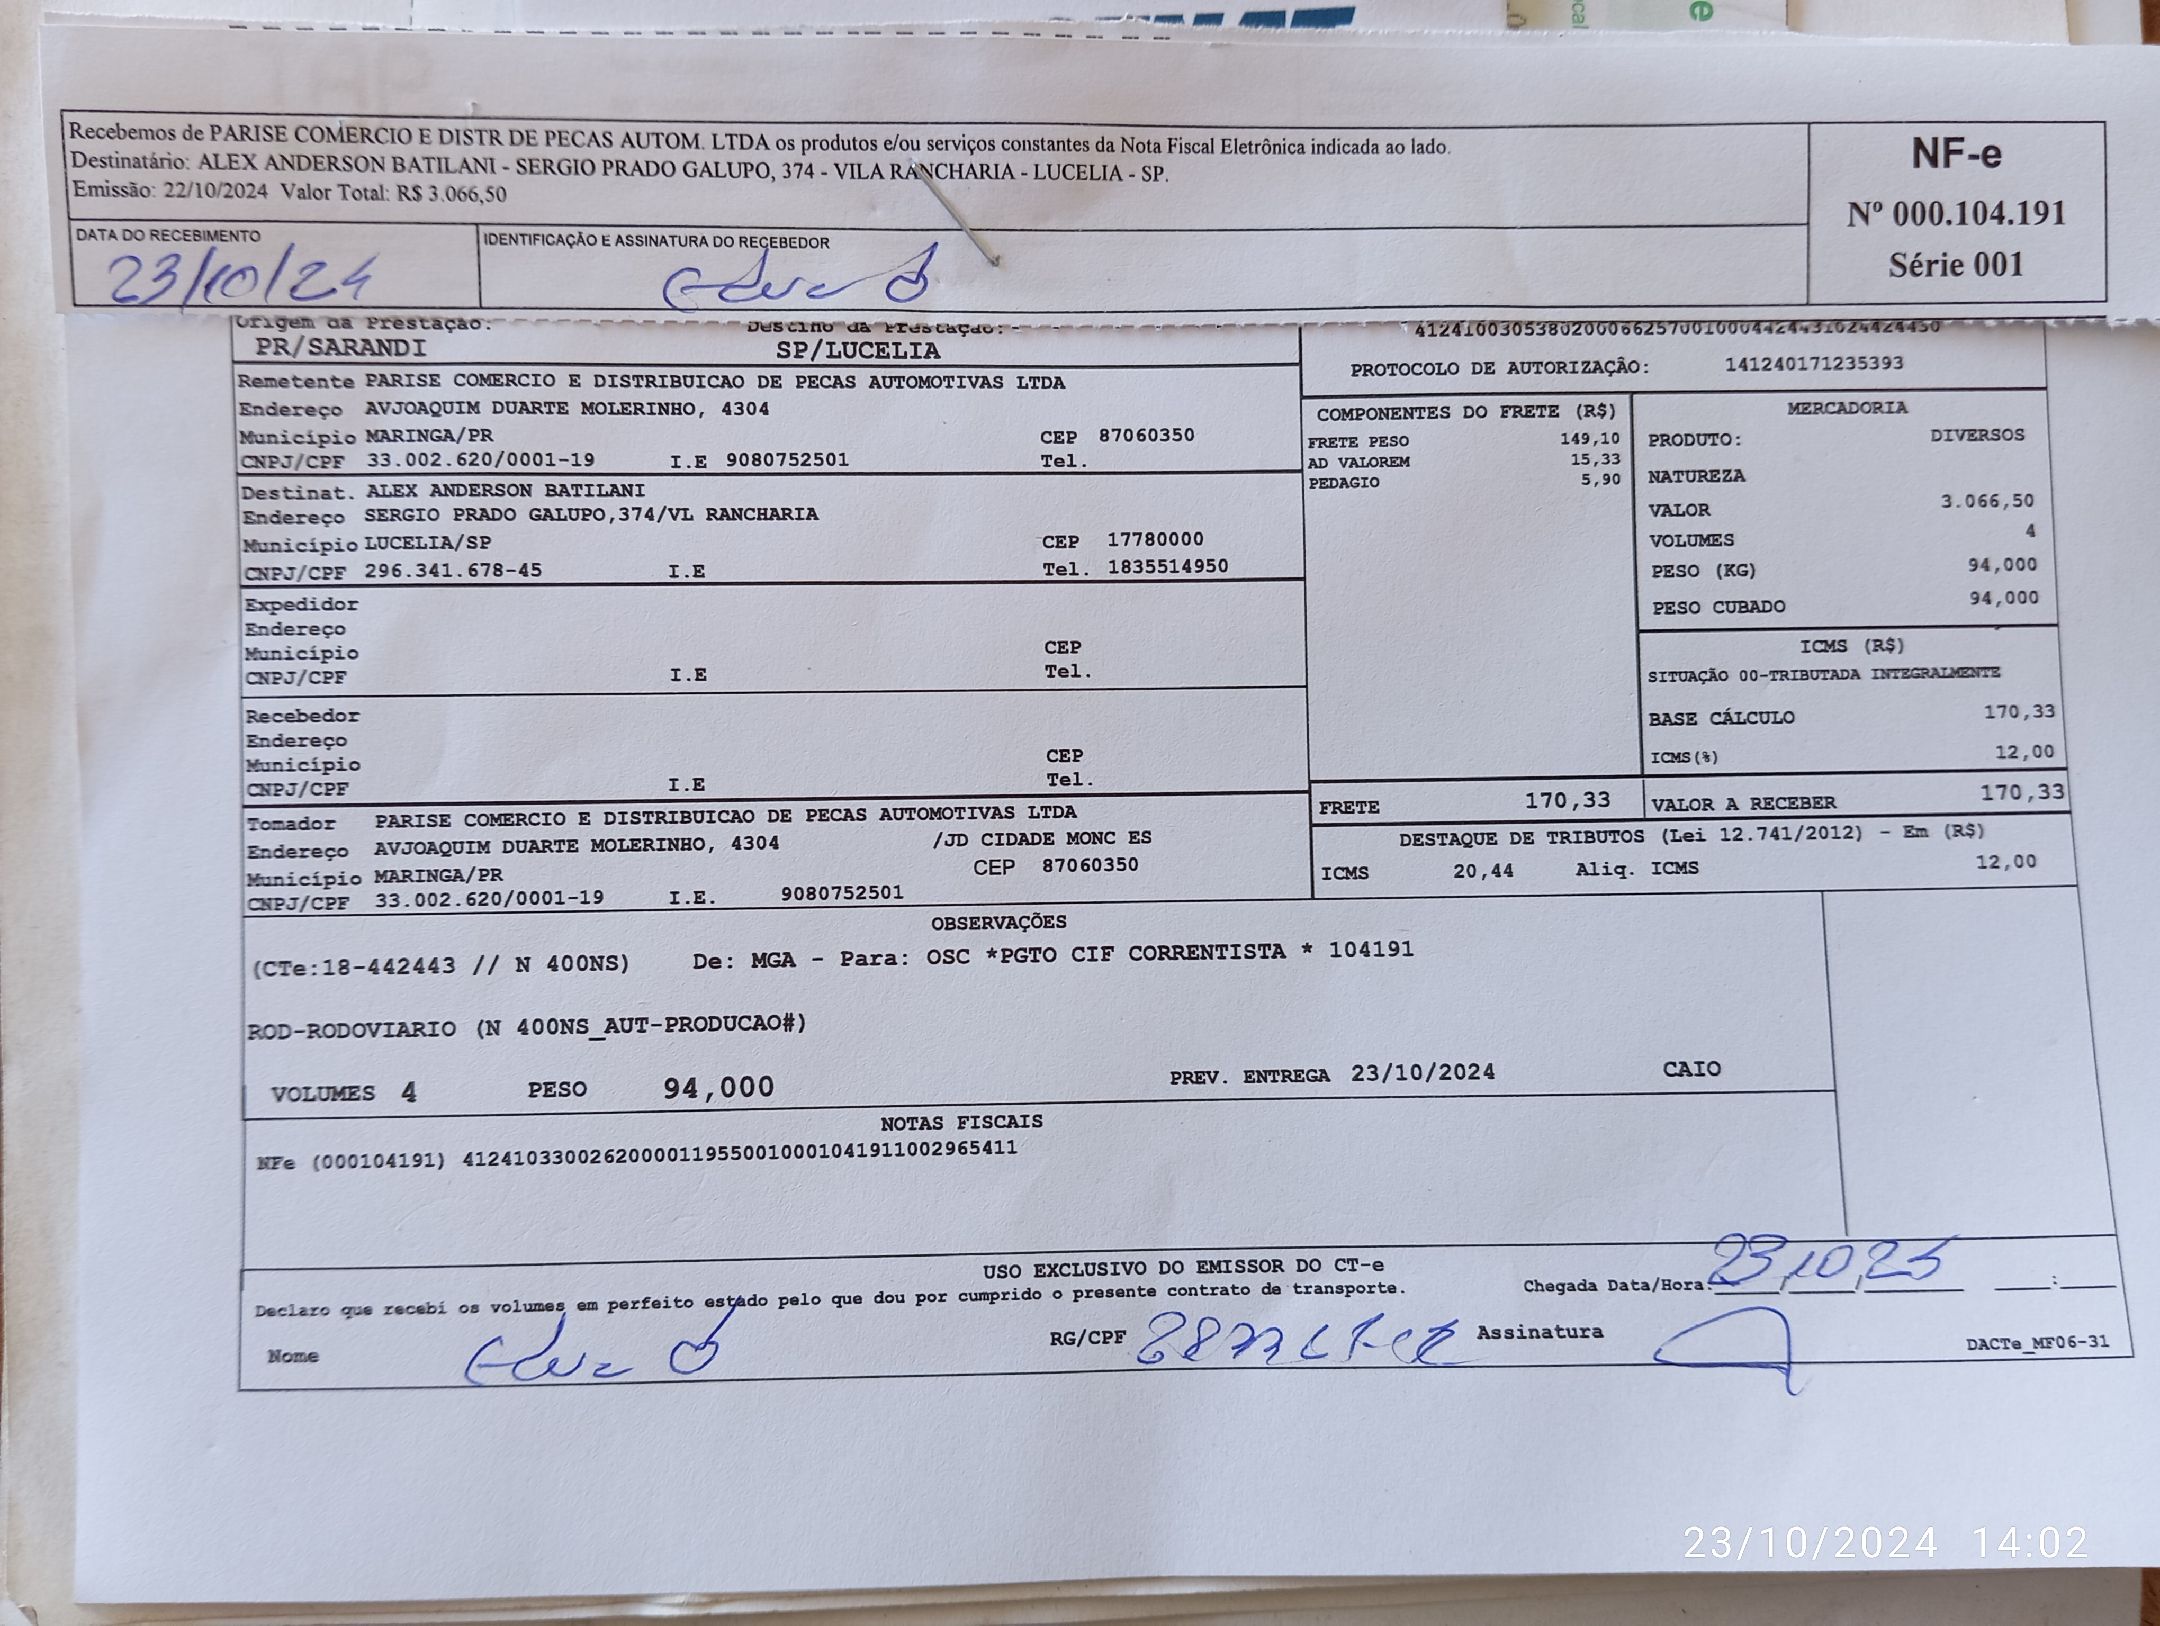 Recebemos de PARISE COMERCIO E DISTR DE PECAS AUTOM. LTDA os produtos e/ou serviços constantes da Nota Fiscal Eletrônica indicada ao lado.
Destinatário: ALEX ANDERSON BATILANI - SERGIO PRADO GALUPO, 374 - VILA RANCHARIA - LUCELIA - SP.
Emissão: 22/10/2024 Valor Total: R$ 3.066,50
NF-e
Nº 000.104.191
Série 001
DATA DO RECEBIMENTO
23/10/24
IDENTIFICAÇÃO E ASSINATURA DO RECEBEDOR
Origem da Prestação: Destino da Prestação:
PR/SARANDI SP/LUCELIA
Remetente PARISE COMERCIO E DISTRIBUICAO DE PECAS AUTOMOTIVAS LTDA
Endereço AVJOAQUIM DUARTE MOLERINHO, 4304
Município MARINGA/PR CEP 87060350
CNPJ/CPF 33.002.620/0001-19 I.E 9080752501 Tel.
Destinat. ALEX ANDERSON BATILANI
Endereço SERGIO PRADO GALUPO,374/VL RANCHARIA
Município LUCELIA/SP CEP 17780000
CNPJ/CPF 296.341.678-45 I.E Tel. 1835514950
Expedidor
Endereço
Município CEP
CNPJ/CPF I.E Tel.
Recebedor
Endereço
Município CEP
CNPJ/CPF I.E Tel.
Tomador PARISE COMERCIO E DISTRIBUICAO DE PECAS AUTOMOTIVAS LTDA
Endereço AVJOAQUIM DUARTE MOLERINHO, 4304 /JD CIDADE MONC ES
Município MARINGA/PR CEP 87060350
CNPJ/CPF 33.002.620/0001-19 I.E. 9080752501
PROTOCOLO DE AUTORIZAÇÂO: 141240171235393
COMPONENTES DO FRETE (R$)
FRETE PESO 149,10
AD VALOREM 15,33
PEDAGIO 5,90
MERCADORIA
PRODUTO: DIVERSOS
NATUREZA
VALOR 3.066,50
VOLUMES 4
PESO (KG) 94,000
PESO CUBADO 94,000
ICMS (R$)
SITUAÇÃO 00-TRIBUTADA INTEGRALMENTE
BASE CÁLCULO 170,33
ICMS(%) 12,00
FRETE 170,33 VALOR A RECEBER 170,33
DESTAQUE DE TRIBUTOS (Lei 12.741/2012) - Em (R$)
ICMS 20,44 Aliq. ICMS 12,00
OBSERVAÇÕES
(CTe:18-442443 // N 400NS) De: MGA - Para: OSC *PGTO CIF CORRENTISTA * 104191
ROD-RODOVIARIO (N 400NS_AUT-PRODUCAO#)
VOLUMES 4 PESO 94,000 PREV. ENTREGA 23/10/2024 CAIO
NOTAS FISCAIS
NFe (000104191) 41241033002620000119550010001041911002965411
USO EXCLUSIVO DO EMISSOR DO CT-e
Declaro que recebi os volumes em perfeito estado pelo que dou por cumprido o presente contrato de transporte.
Chegada Data/Hora:
Nome RG/CPF Assinatura DACTe_MF06-31
23/10/2024 14:02